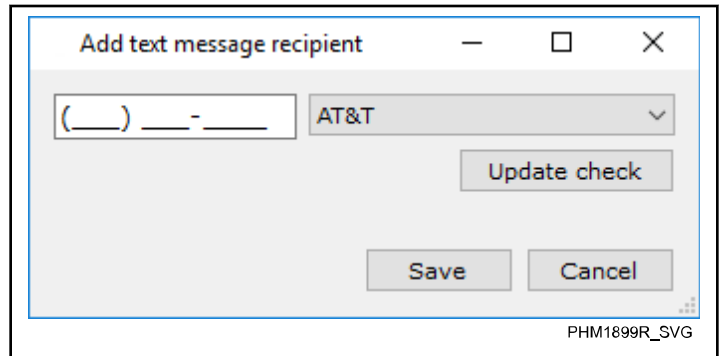 Add text message recipient
(___) ___-____ AT&T
Update check
Save Cancel
PHM1899R_SVG